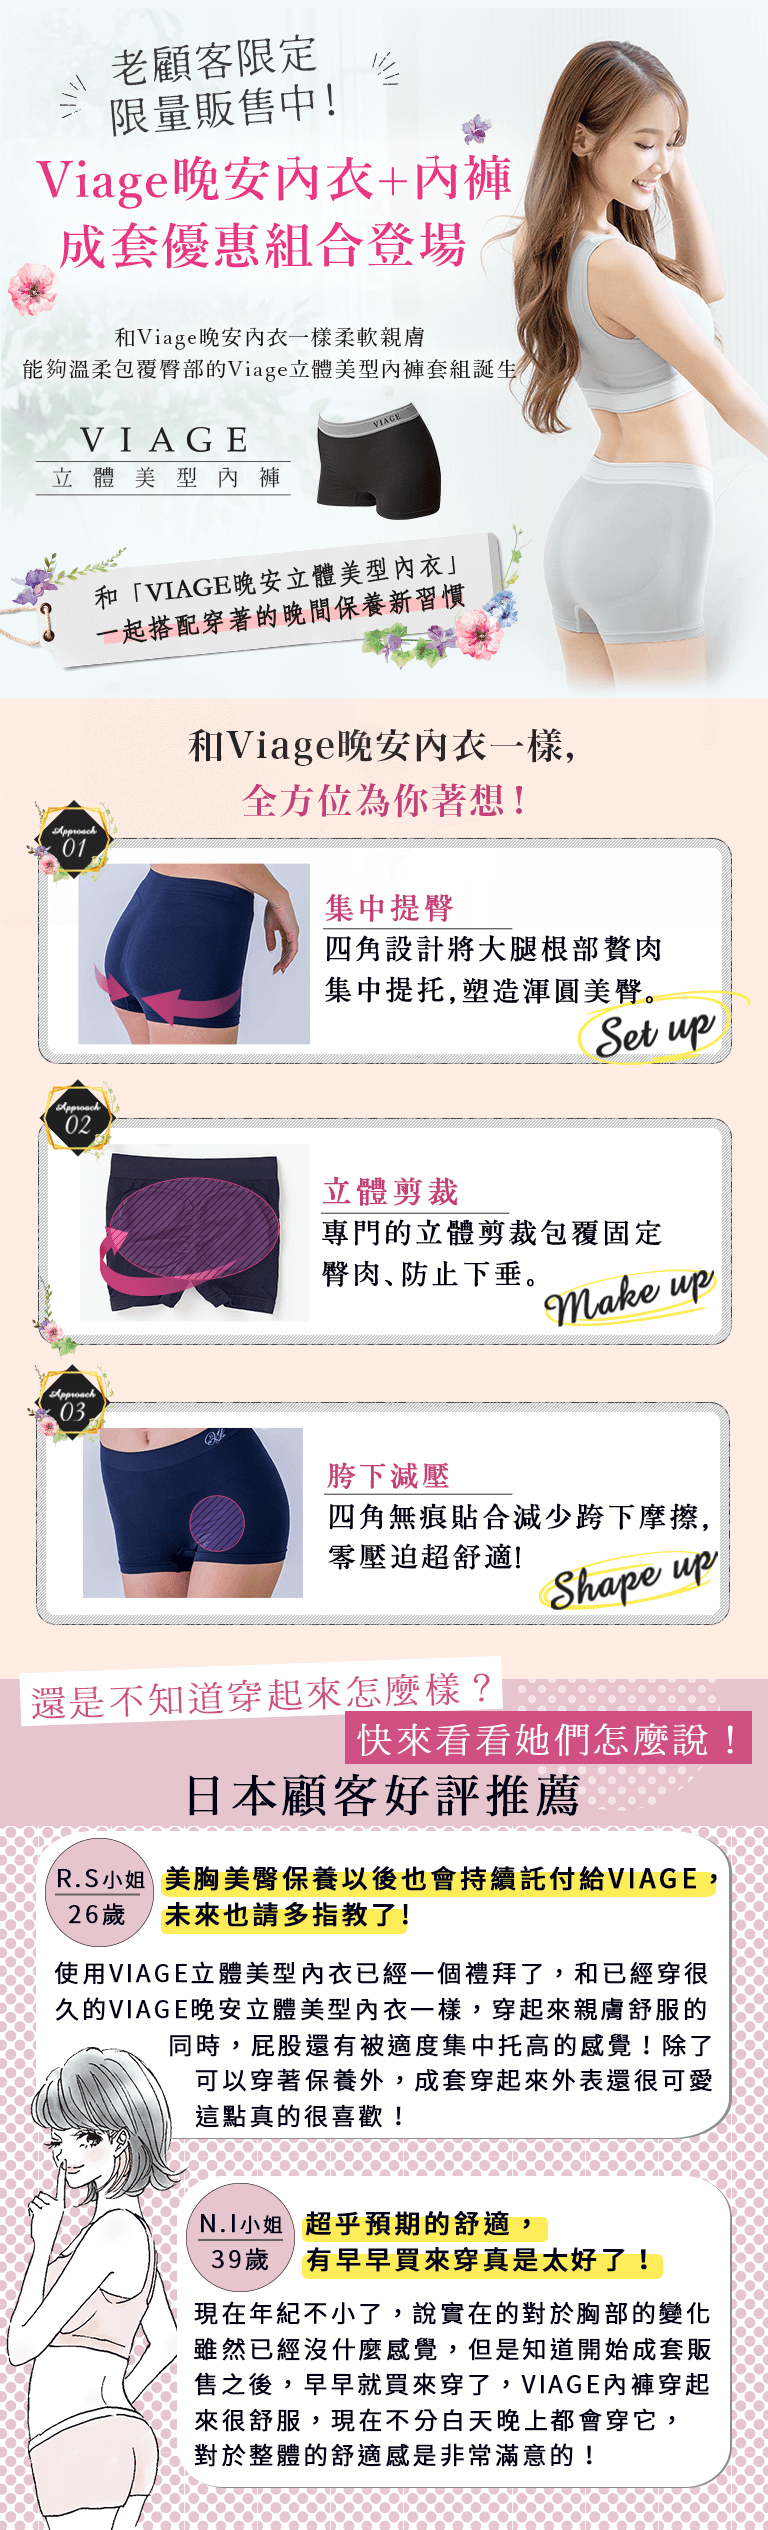 老顧客限定
限量販售中!
Viage晚安內衣+內褲
成套優惠組合登場
和Viage晚安內衣一樣柔軟親膚
能夠溫柔包覆臀部的Viage立體美型內褲套組誕生
VIAGE
立體美型內褲
VIAGE
和「VIAGE晚安立體美型內衣」
一起搭配穿著的晚間保養新習慣
和Viage晚安內衣一樣,
全方位為你著想!
Approach
01
集中提臀
四角設計將大腿根部贅肉
集中提托,塑造渾圓美臀。
Set up
Approach
02
立體剪裁
專門的立體剪裁包覆固定
臀肉、防止下垂。
Make up
Approach
03
胯下減壓
四角無痕貼合減少跨下摩擦,
零壓迫超舒適!
Shape up
還是不知道穿起來怎麼樣？
快來看看她們怎麼說！
日本顧客好評推薦
R.S小姐
26歲
美胸美臀保養以後也會持續託付給VIAGE，
未來也請多指教了!
使用VIAGE立體美型內衣已經一個禮拜了，和已經穿很
久的VIAGE晚安立體美型內衣一樣，穿起來親膚舒服的
同時，屁股還有被適度集中托高的感覺！除了
可以穿著保養外，成套穿起來外表還很可愛
這點真的很喜歡！
N.I小姐
39歲
超乎預期的舒適，
有早早買來穿真是太好了！
現在年紀不小了，說實在的對於胸部的變化
雖然已經沒什麼感覺，但是知道開始成套販
售之後，早早就買來穿了，VIAGE內褲穿起
來很舒服，現在不分白天晚上都會穿它，
對於整體的舒適感是非常滿意的！